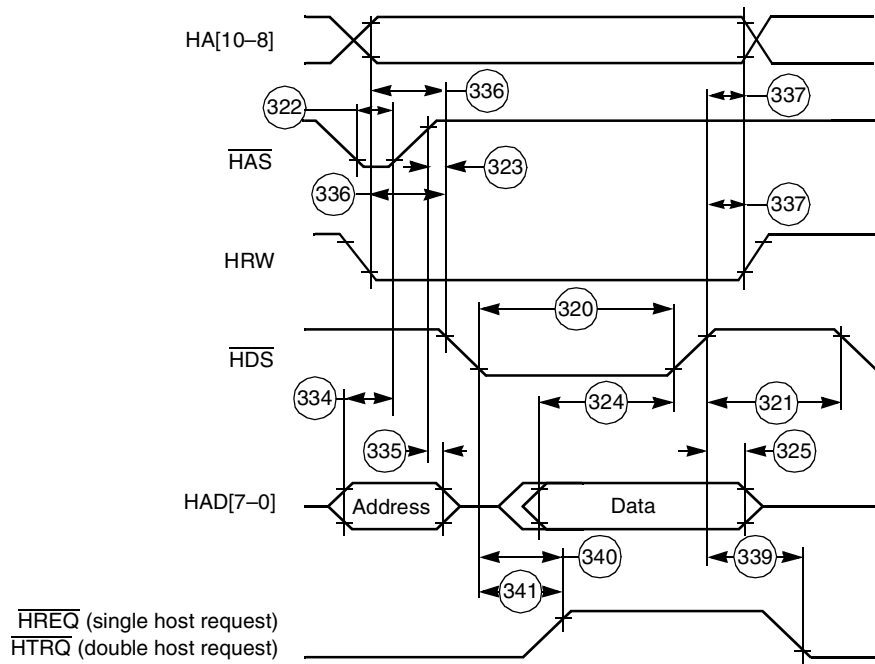 HA[10–8]
336
337
322
HAS
323
336
337
HRW
320
HDS
334
324
321
335
325
HAD[7–0]
Address
Data
340
339
341
HREQ (single host request)
HTRQ (double host request)